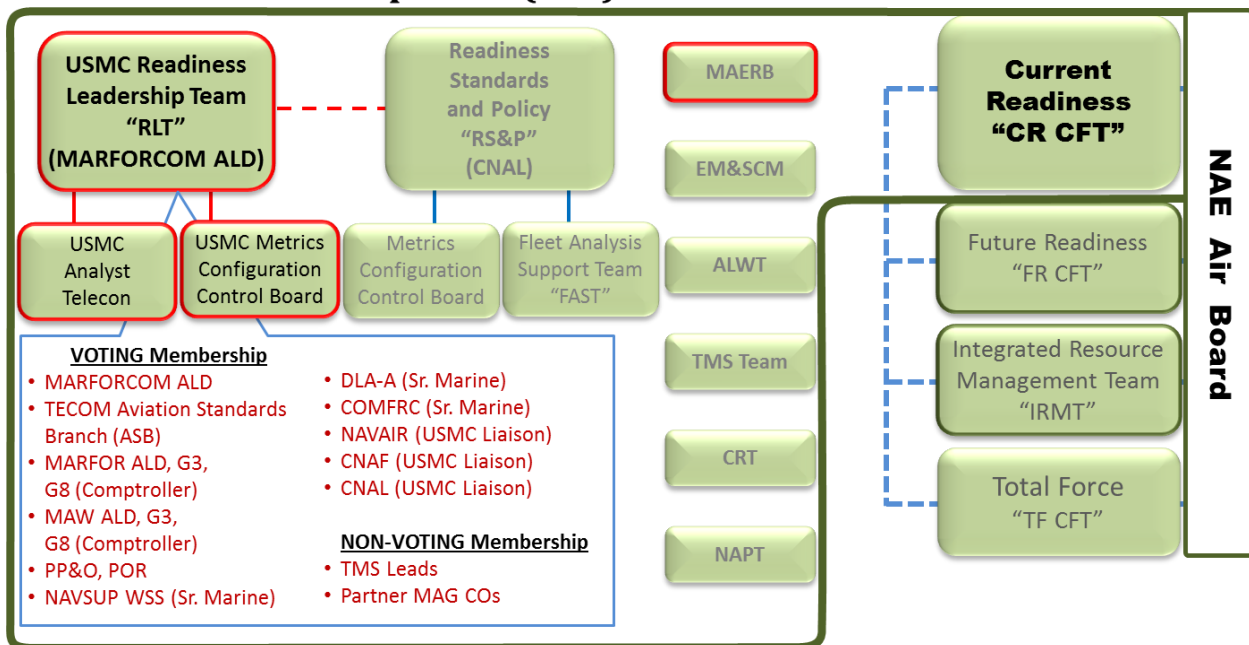 USMC Readiness
Leadership Team
“RLT”
(MARFORCOM ALD)
Readiness
Standards
and Policy
“RS&P”
(CNAL)
MAERB
EM&SCM
ALWT
TMS Team
CRT
NAPT
Current
Readiness
“CR CFT”
Future Readiness
“FR CFT”
Integrated Resource
Management Team
“IRMT”
Total Force
“TF CFT”
NAE Air Board
USMC
Analyst
Telecon
USMC Metrics
Configuration
Control Board
Metrics
Configuration
Control Board
Fleet Analysis
Support Team
“FAST”
VOTING Membership
• MARFORCOM ALD
• TECOM Aviation Standards
Branch (ASB)
• MARFOR ALD, G3,
G8 (Comptroller)
• MAW ALD, G3,
G8 (Comptroller)
• PP&O, POR
• NAVSUP WSS (Sr. Marine)
• DLA-A (Sr. Marine)
• COMFRC (Sr. Marine)
• NAVAIR (USMC Liaison)
• CNAF (USMC Liaison)
• CNAL (USMC Liaison)
NON-VOTING Membership
• TMS Leads
• Partner MAG COs